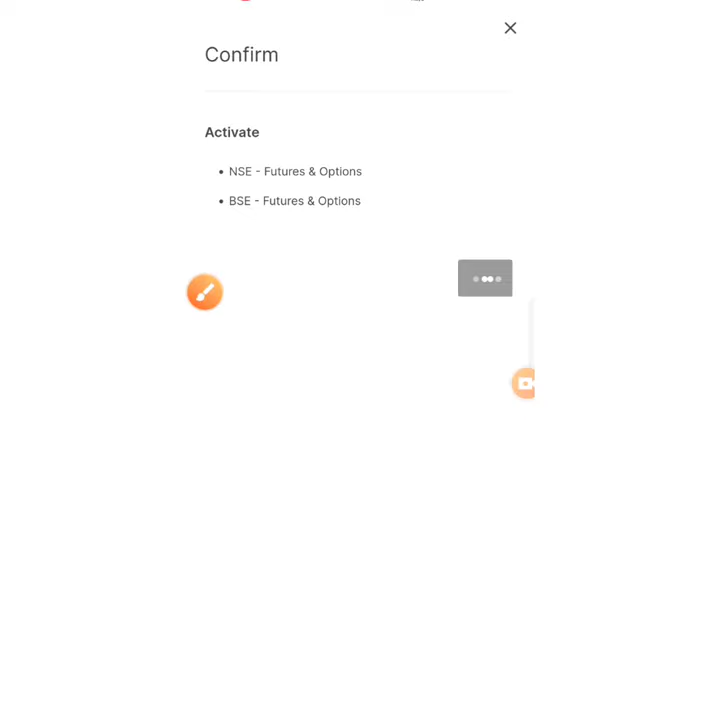 Confirm
Activate
• NSE - Futures & Options
• BSE - Futures & Options